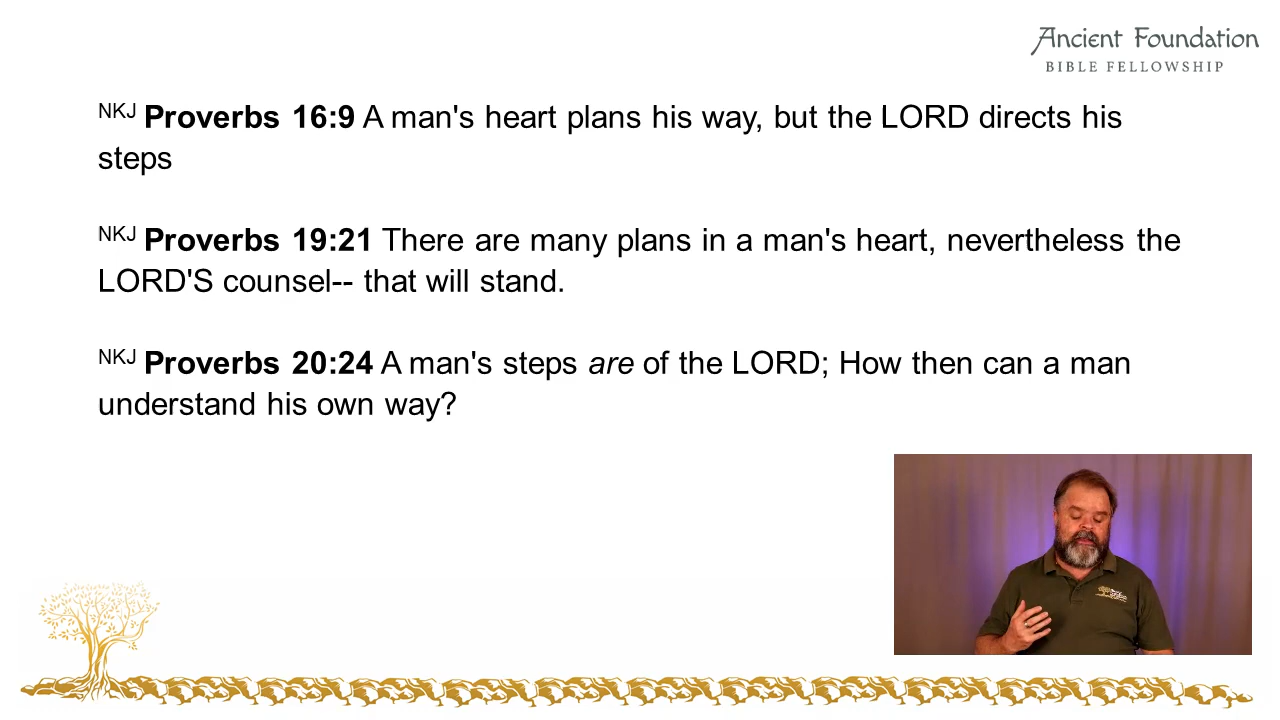 Ancient Foundation
BIBLE FELLOWSHIP
NKJ Proverbs 16:9 A man's heart plans his way, but the LORD directs his
steps
NKJ Proverbs 19:21 There are many plans in a man's heart, nevertheless the
LORD'S counsel-- that will stand.
NKJ Proverbs 20:24 A man's steps are of the LORD; How then can a man
understand his own way?